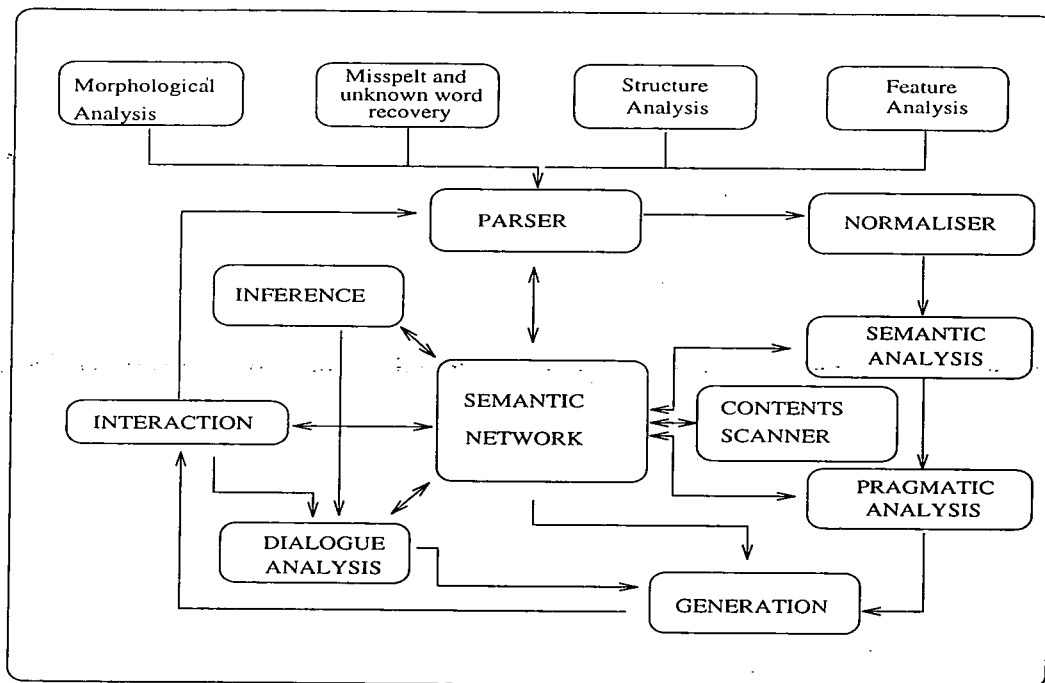 Morphological
Analysis
Misspelt and
unknown word
recovery
Structure
Analysis
Feature
Analysis
PARSER
NORMALISER
INFERENCE
SEMANTIC
ANALYSIS
SEMANTIC
NETWORK
CONTENTS
SCANNER
INTERACTION
PRAGMATIC
ANALYSIS
DIALOGUE
ANALYSIS
GENERATION